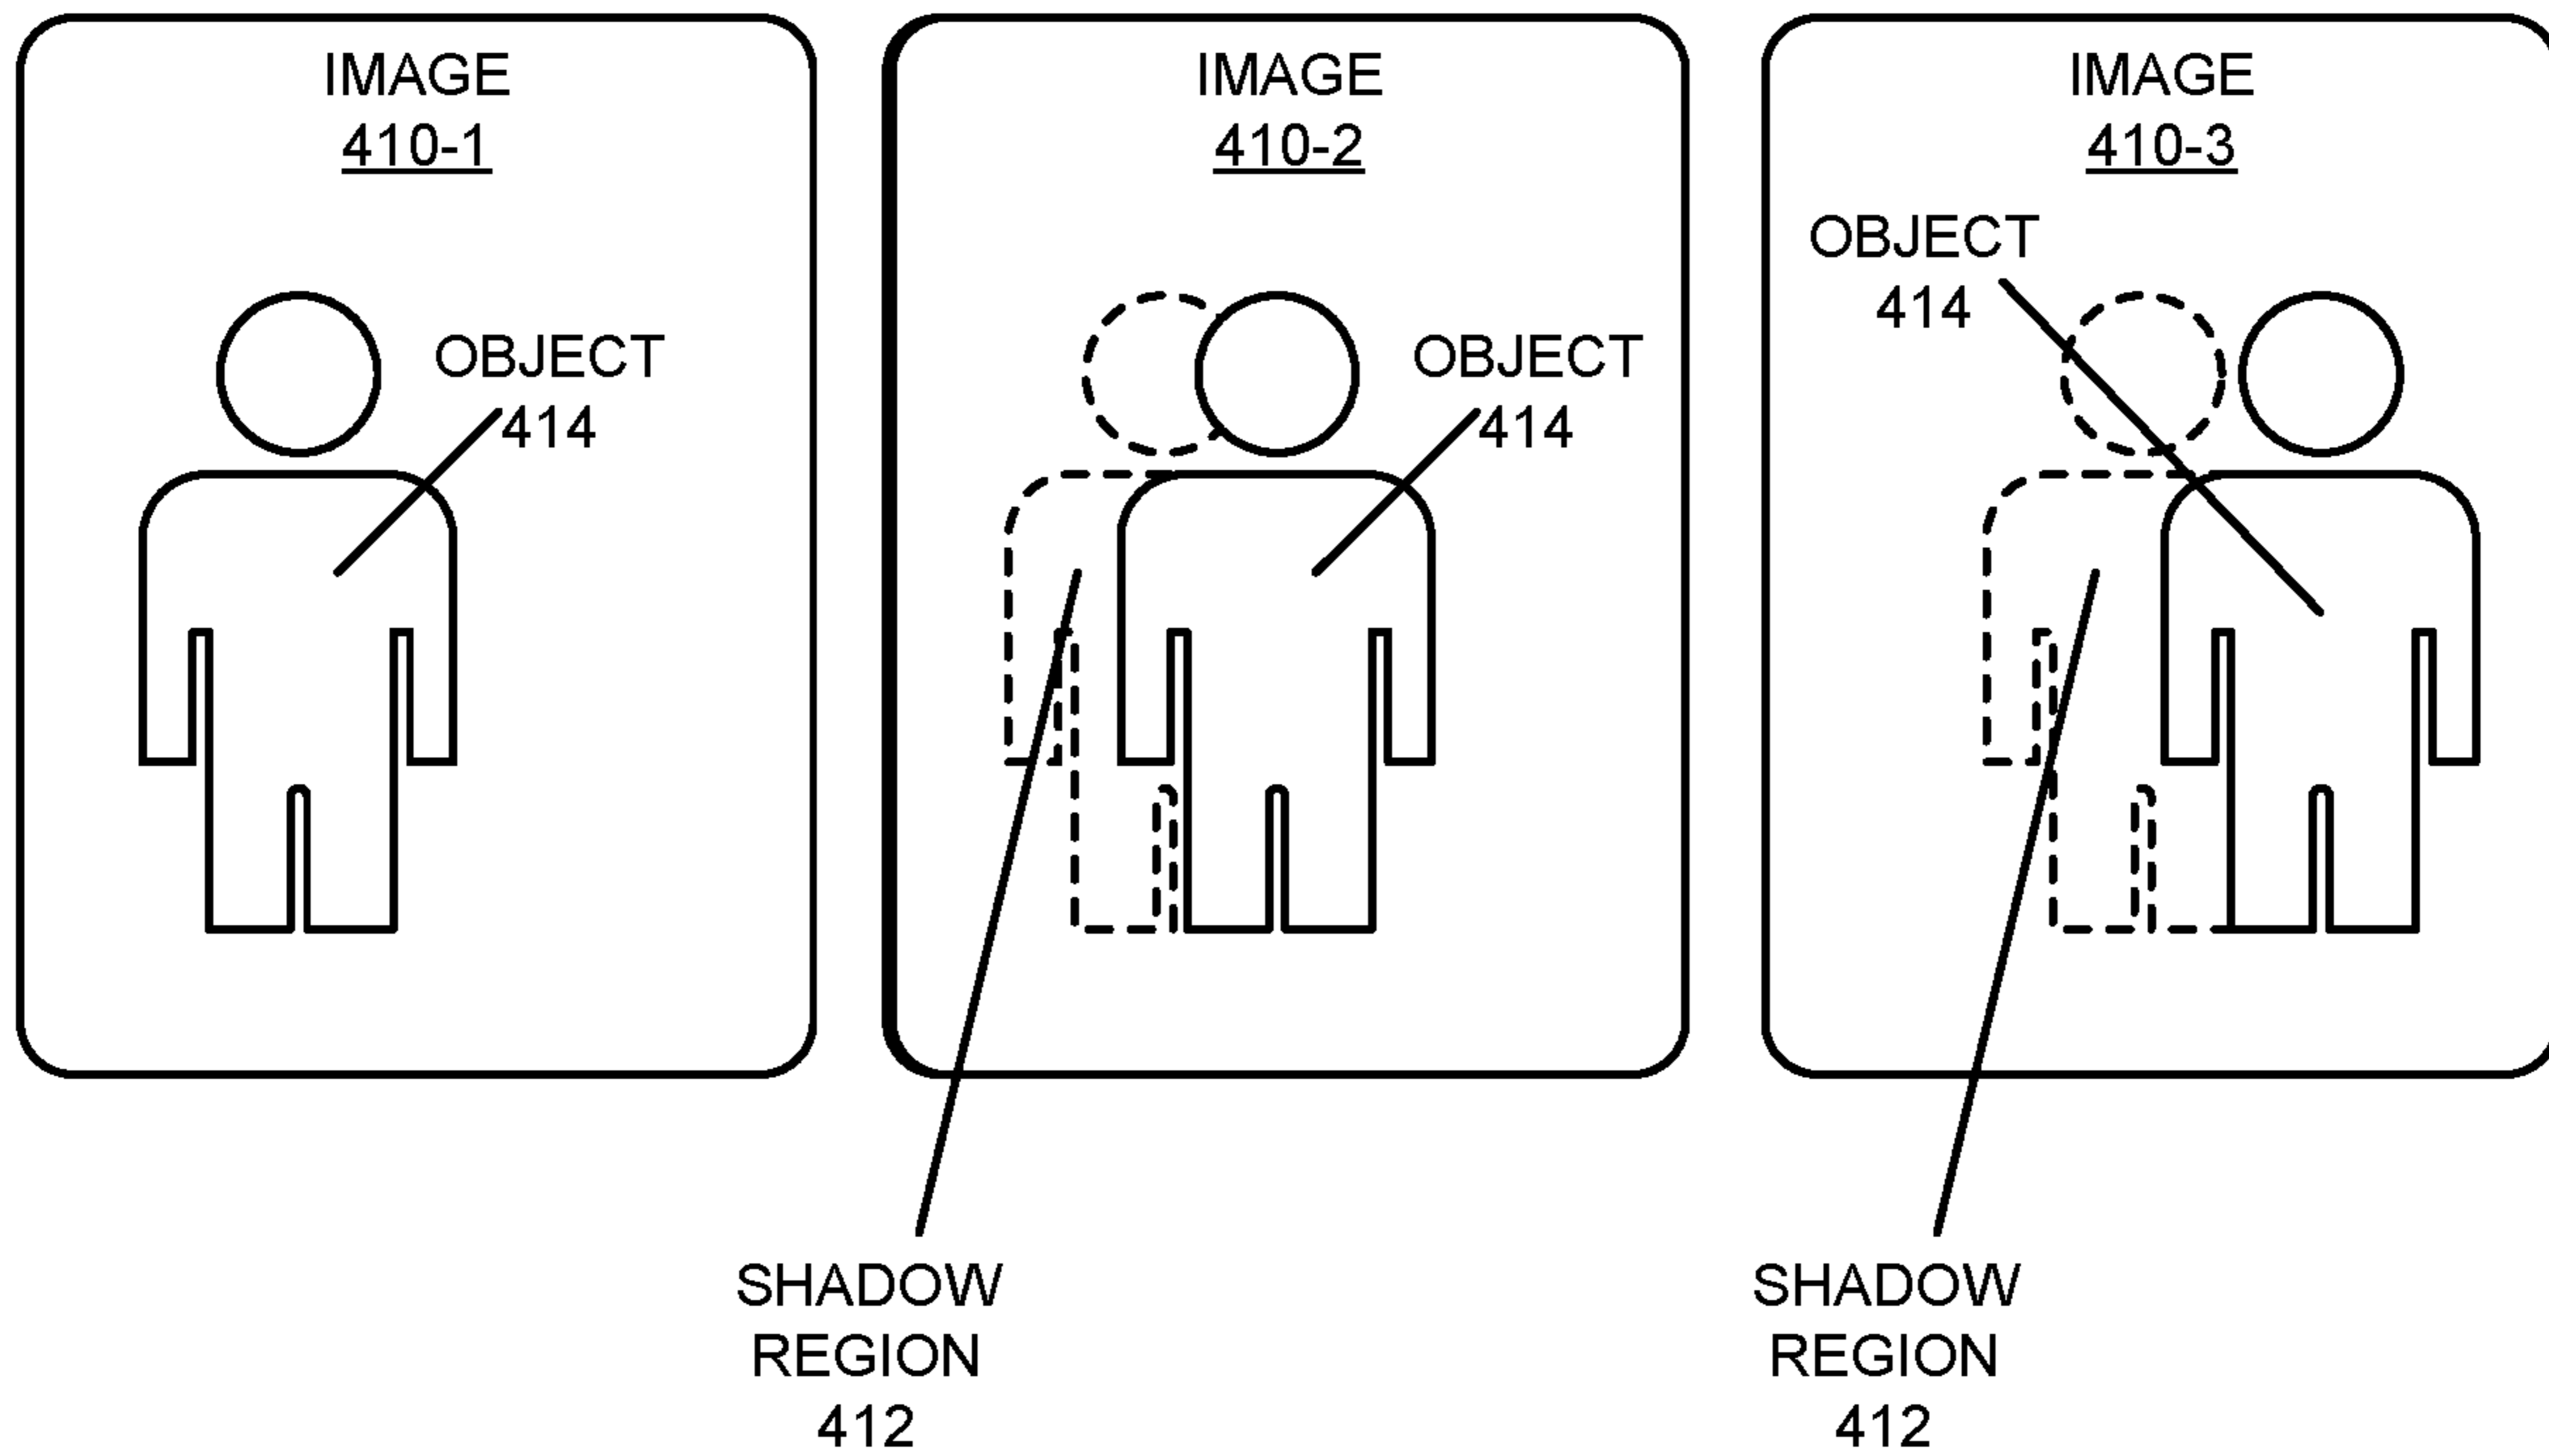 IMAGE
410-1
OBJECT
414
IMAGE
410-2
OBJECT
414
SHADOW
REGION
412
IMAGE
410-3
OBJECT
414
SHADOW
REGION
412